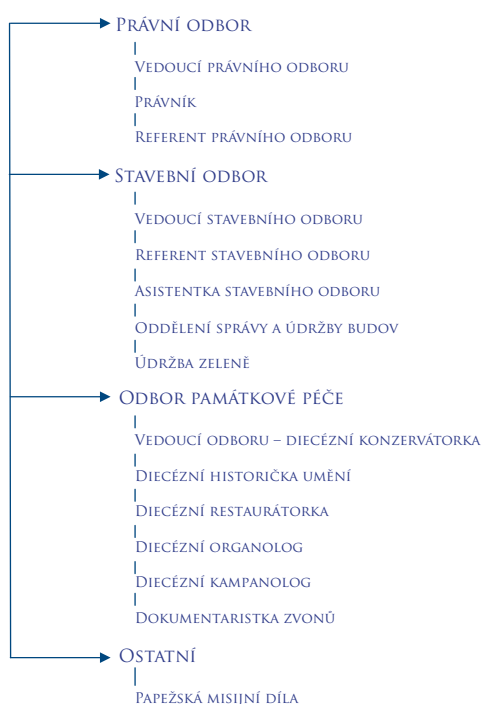 Právní odbor
Vedoucí právního odboru
Právník
Referent právního odboru
Stavební odbor
Vedoucí stavebního odboru
Referent stavebního odboru
Asistentka stavebního odboru
Oddělení správy a údržby budov
Údržba zeleně
Odbor památkové péče
Vedoucí odboru – diecézní konzervátorka
Diecézní historička umění
Diecézní restaurátorka
Diecézní organolog
Diecézní kampanolog
Dokumentaristka zvonů
Ostatní
Papežská misijní díla